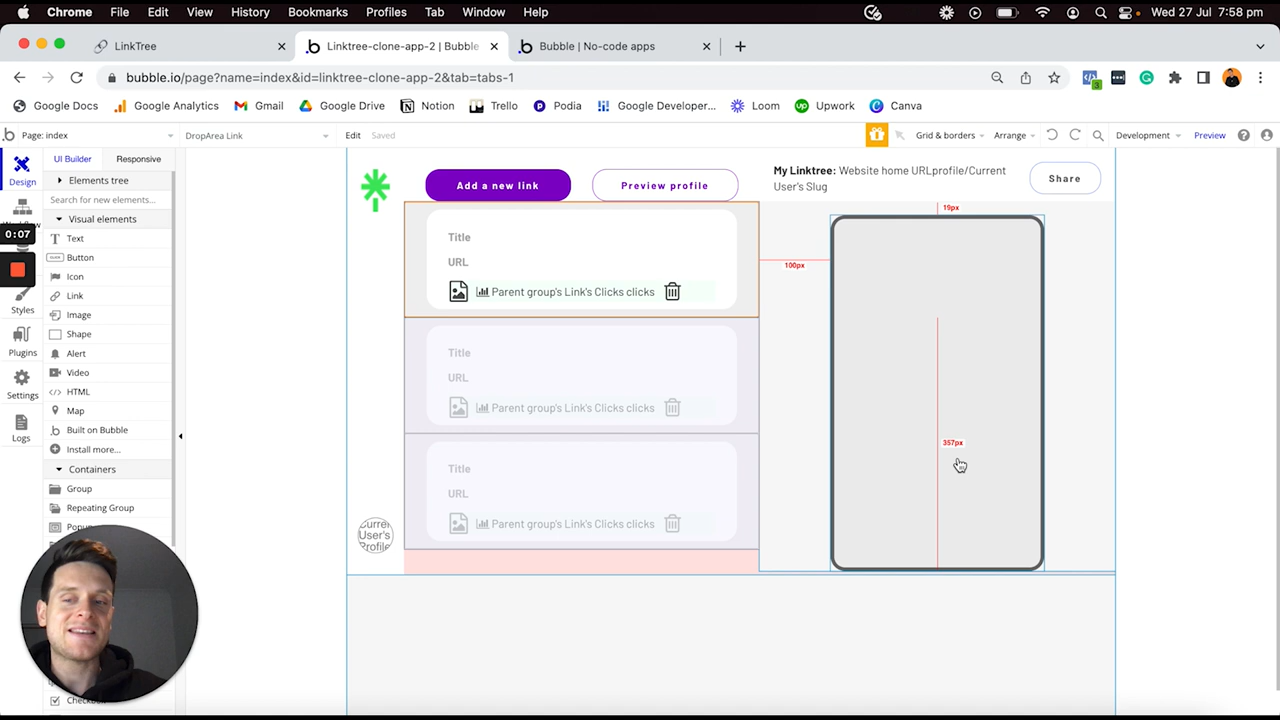 Chrome File Edit View History Bookmarks Profiles Tab Window Help Wed 27 Jul 7:58 pm
LinkTree Linktree-clone-app-2 | Bubble Bubble | No-code apps
bubble.io/page?name=index&id=linktree-clone-app-2&tab=tabs-1
3
Google Docs Google Analytics Gmail Google Drive Notion Trello Podia Google Developer... Loom Upwork Canva
Page: index DropArea Link Edit Saved Grid & borders Arrange Development Preview
UI Builder Responsive
Design
Elements tree
Search for new elements...
Visual elements
Text
Button
Icon
Link
Image
Shape
Alert
Video
HTML
Map
Built on Bubble
Install more...
Containers
Group
Repeating Group
Popup
Checkbox
0:07
Styles
Plugins
Settings
Logs
Add a new link
Preview profile
My Linktree: Website home URLprofile/Current
User's Slug
Share
19px
100px
357px
Title
URL
Parent group's Link's Clicks clicks
Title
URL
Parent group's Link's Clicks clicks
Title
URL
Parent group's Link's Clicks clicks
Current
User's
Profile